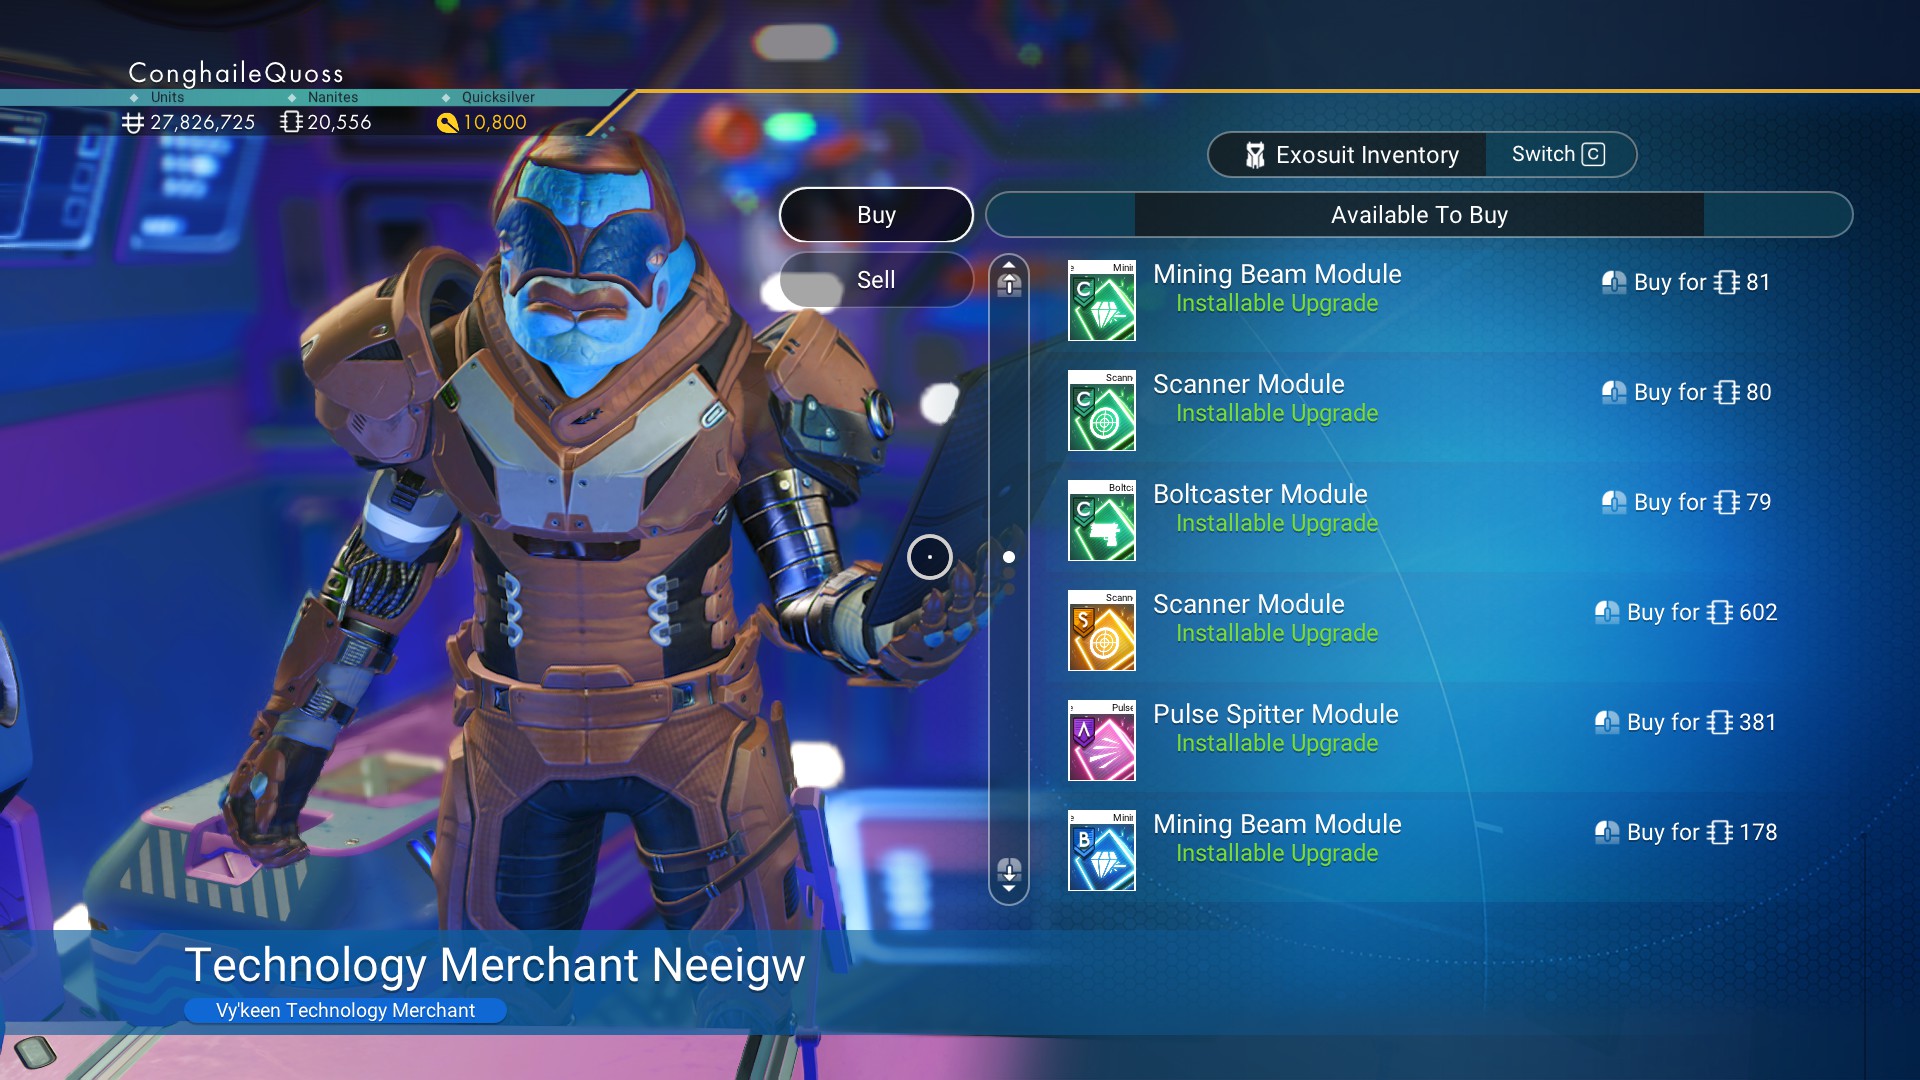 ConghaileQuoss
Units Nanites Quicksilver
27,826,725 20,556 10,800
Exosuit Inventory Switch C
Buy Available To Buy
Sell
Mining Beam Module Buy for 81
Installable Upgrade
C
Scanner Module Buy for 80
Installable Upgrade
C
Boltcaster Module Buy for 79
Installable Upgrade
C
Scanner Module Buy for 602
Installable Upgrade
S
Pulse Spitter Module Buy for 381
Installable Upgrade
A
Mining Beam Module Buy for 178
Installable Upgrade
B
Technology Merchant Neeigw
Vy'keen Technology Merchant